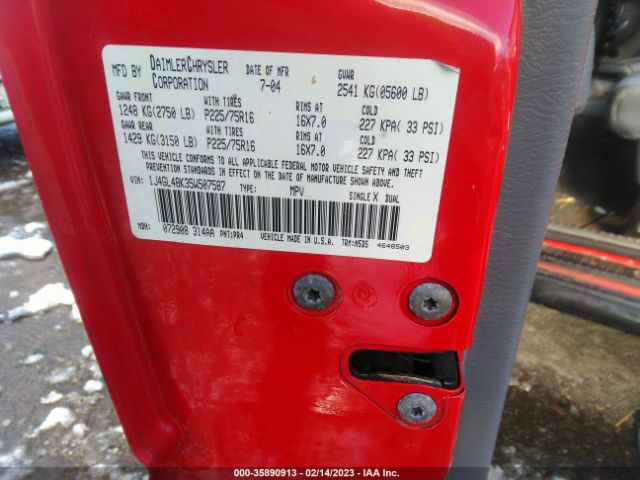 MFD BY DAIMLERCHRYSLER CORPORATION DATE OF MFR 7-04 GVWR 2541 KG(05600 LB)
GAWR FRONT WITH TIRES RIMS AT COLD
1248 KG(2750 LB) P225/75R16 16X7.0 227 KPA( 33 PSI)
GAWR REAR WITH TIRES RIMS AT COLD
1429 KG(3150 LB) P225/75R16 16X7.0 227 KPA( 33 PSI)
THIS VEHICLE CONFORMS TO ALL APPLICABLE FEDERAL MOTOR VEHICLE SAFETY AND THEFT
PREVENTION STANDARDS IN EFFECT ON THE DATE OF MANUFACTURE SHOWN ABOVE.
VIN: 1J4GL48K35W507587 TYPE: MPV SINGLE X DUAL
MDH: 072908 314AA PNT:PR4 VEHICLE MADE IN U.S.A. TRM:N5D5 4648503
000-35890913 - 02/14/2023 - IAA Inc.